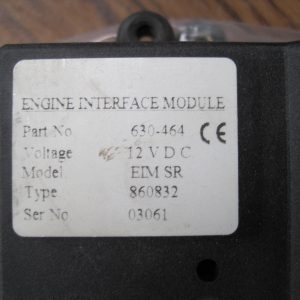 ENGINE INTERFACE MODULE
Part No 630-464 CE
Voltage 12 V D C
Model EIM SR
Type 860832
Ser No 03061